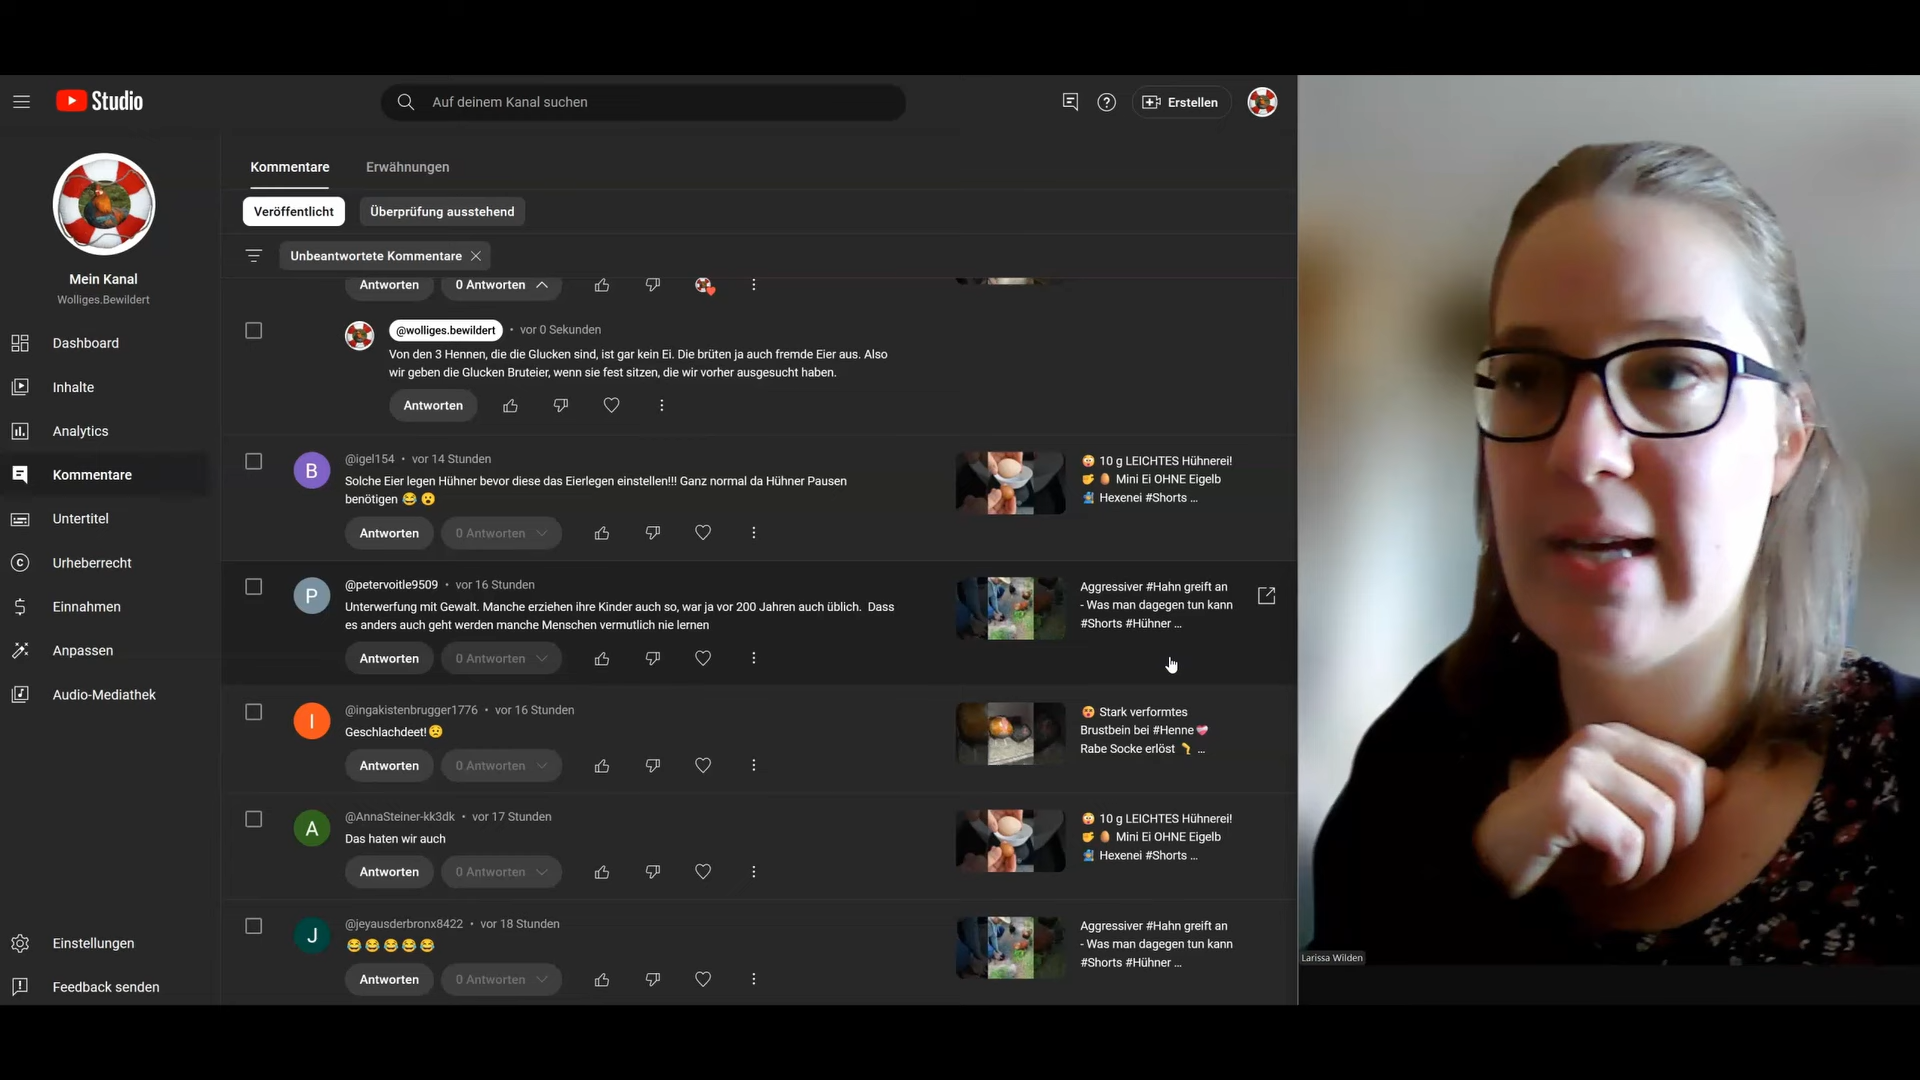 Studio
Auf deinem Kanal suchen
Erstellen
Mein Kanal
Wolliges.Bewildert
Dashboard
Inhalte
Analytics
Kommentare
Untertitel
Urheberrecht
Einnahmen
Anpassen
Audio-Mediathek
Einstellungen
Feedback senden
Kommentare
Erwähnungen
Veröffentlicht
Überprüfung ausstehend
Unbeantwortete Kommentare
Antworten
0 Antworten
@wolliges.bewildert • vor 0 Sekunden
Von den 3 Hennen, die die Glucken sind, ist gar kein Ei. Die brüten ja auch fremde Eier aus. Also
wir geben die Glucken Bruteier, wenn sie fest sitzen, die wir vorher ausgesucht haben.
Antworten
B
@igel154 • vor 14 Stunden
Solche Eier legen Hühner bevor diese das Eierlegen einstellen!!! Ganz normal da Hühner Pausen
benötigen 😂 😮
Antworten
0 Antworten
😳 10 g LEICHTES Hühnerei!
Mini Ei OHNE Eigelb
Hexenei #Shorts ...
P
@petervoitle9509 • vor 16 Stunden
Unterwerfung mit Gewalt. Manche erziehen ihre Kinder auch so, war ja vor 200 Jahren auch üblich. Dass
es anders auch geht werden manche Menschen vermutlich nie lernen
Antworten
0 Antworten
Aggressiver #Hahn greift an
- Was man dagegen tun kann
#Shorts #Hühner ...
I
@ingakistenbrugger1776 • vor 16 Stunden
Geschlachdeet!😟
Antworten
0 Antworten
Stark verformtes
Brustbein bei #Henne
Rabe Socke erlöst ...
A
@AnnaSteiner-kk3dk • vor 17 Stunden
Das haten wir auch
Antworten
0 Antworten
😳 10 g LEICHTES Hühnerei!
Mini Ei OHNE Eigelb
Hexenei #Shorts ...
J
@jeyausderbronx8422 • vor 18 Stunden
😂😂😂😂😂
Antworten
0 Antworten
Aggressiver #Hahn greift an
- Was man dagegen tun kann
#Shorts #Hühner ...
Larissa Wilden